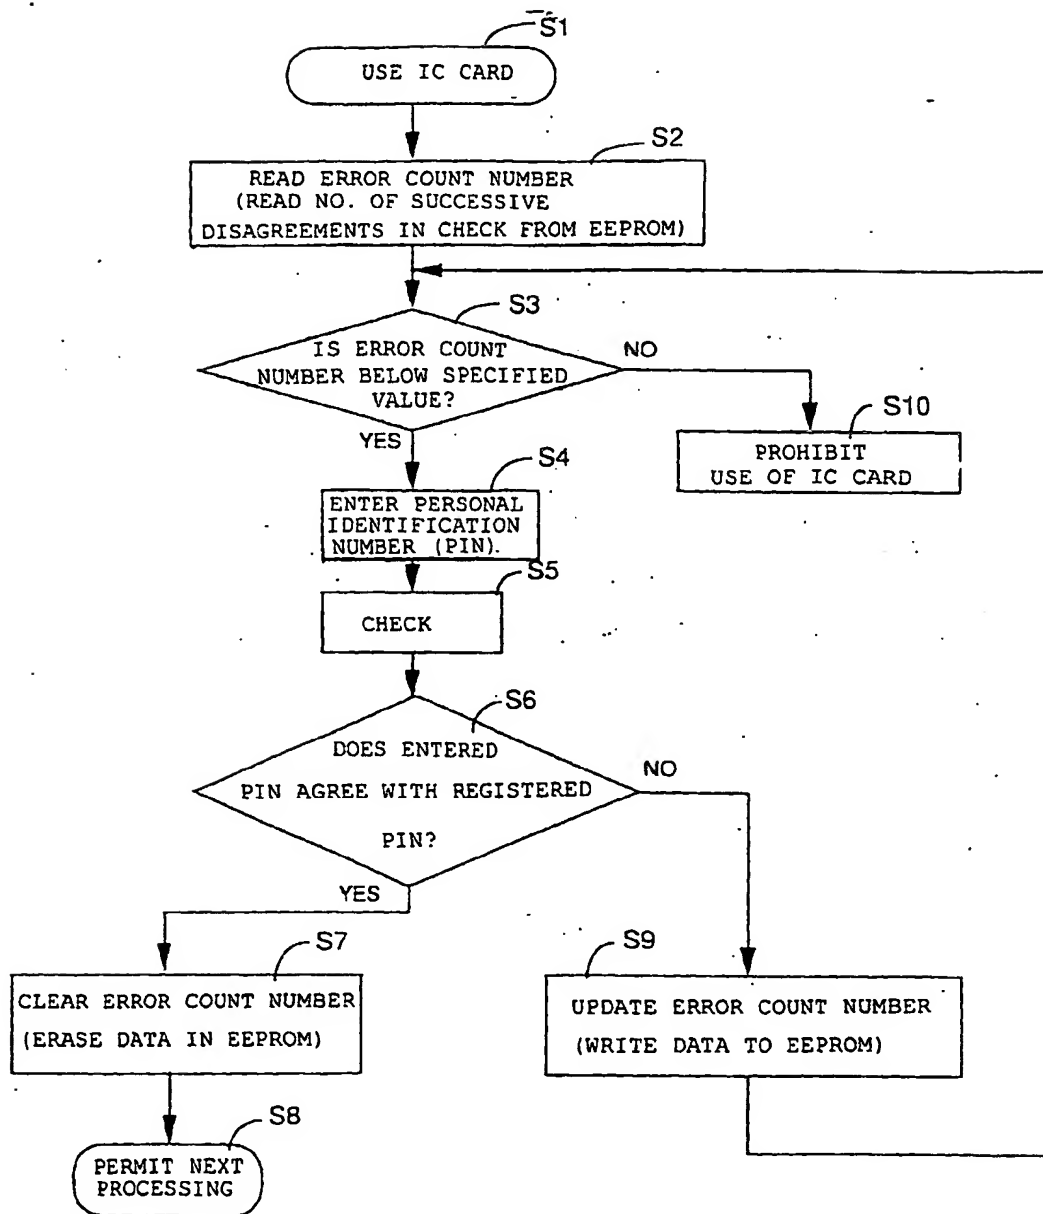 S1
USE IC CARD
S2
READ ERROR COUNT NUMBER
(READ NO. OF SUCCESSIVE
DISAGREEMENTS IN CHECK FROM EEPROM)
S3
IS ERROR COUNT
NUMBER BELOW SPECIFIED
VALUE?
NO
YES
S10
PROHIBIT
USE OF IC CARD
S4
ENTER PERSONAL
IDENTIFICATION
NUMBER (PIN).
S5
CHECK
S6
DOES ENTERED
PIN AGREE WITH REGISTERED
PIN?
NO
YES
S7
CLEAR ERROR COUNT NUMBER
(ERASE DATA IN EEPROM)
S9
UPDATE ERROR COUNT NUMBER
(WRITE DATA TO EEPROM)
S8
PERMIT NEXT
PROCESSING